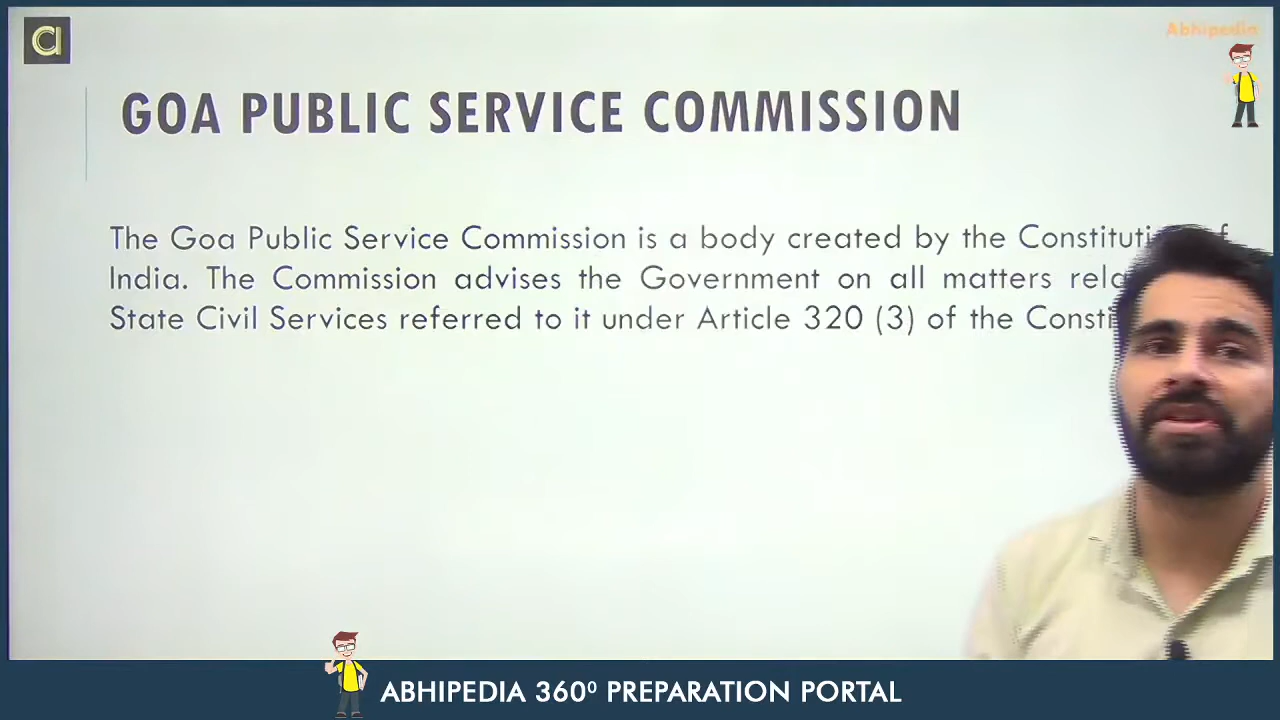 Abhipedia
GOA PUBLIC SERVICE COMMISSION
The Goa Public Service Commission is a body created by the
India. The Commission advises the Government on all matters
State Civil Services referred to it under Article 320 (3) of the
ABHIPEDIA 360⁰ PREPARATION PORTAL